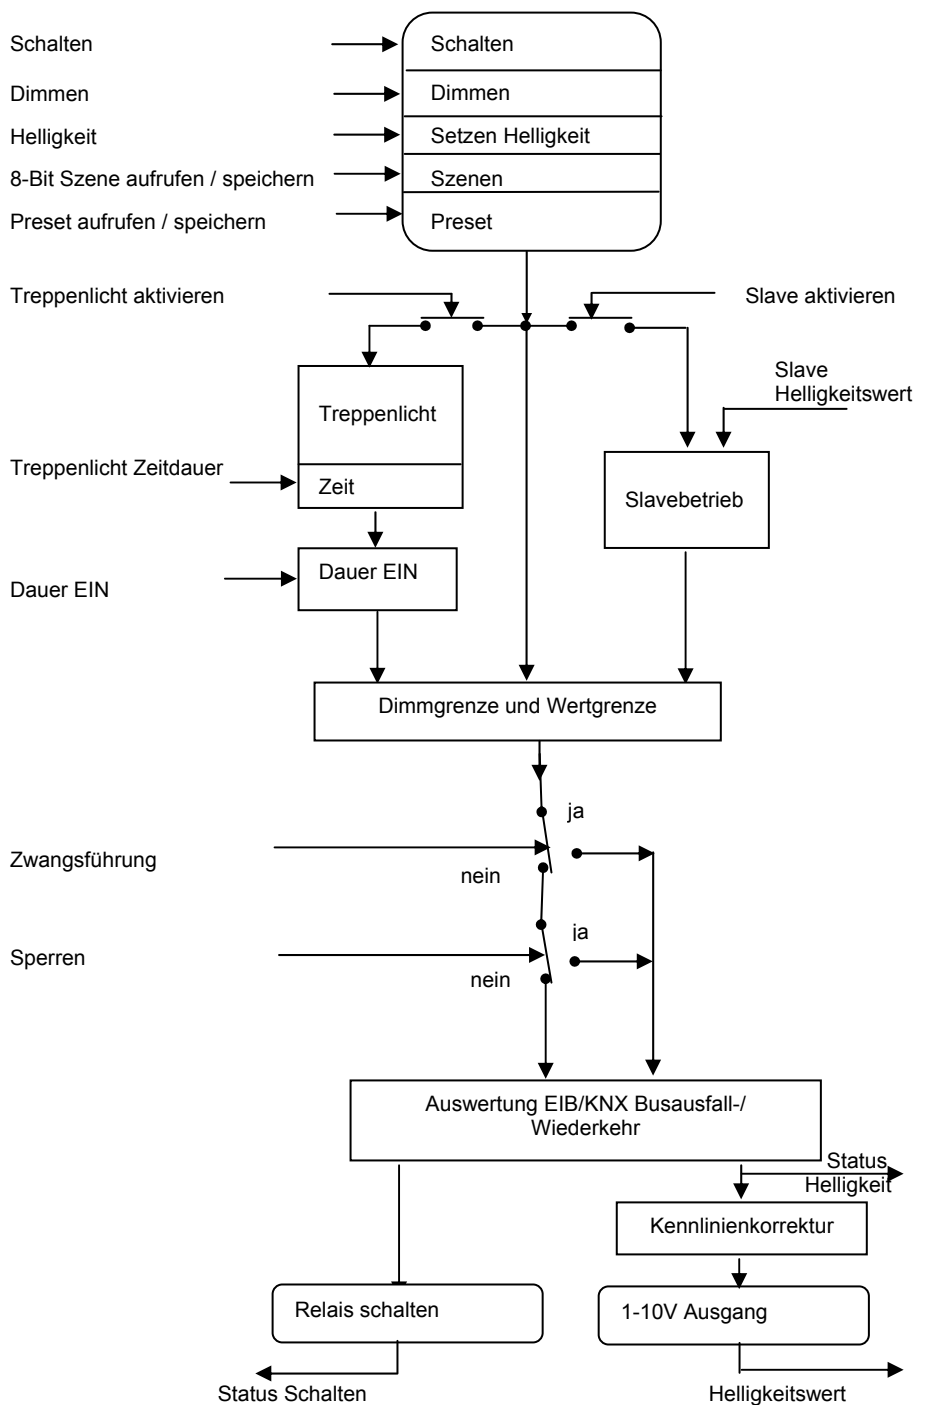 Schalten
Schalten
Dimmen
Dimmen
Helligkeit
Setzen Helligkeit
8-Bit Szene aufrufen / speichern
Szenen
Preset aufrufen / speichern
Preset
Treppenlicht aktivieren
Slave aktivieren
Slave
Helligkeitswert
Treppenlicht
Treppenlicht Zeitdauer
Zeit
Slavebetrieb
Dauer EIN
Dauer EIN
Dimmgrenze und Wertgrenze
ja
Zwangsführung
nein
ja
Sperren
nein
Auswertung EIB/KNX Busausfall-/
Wiederkehr
Status
Helligkeit
Kennlinienkorrektur
Relais schalten
1-10V Ausgang
Status Schalten
Helligkeitswert